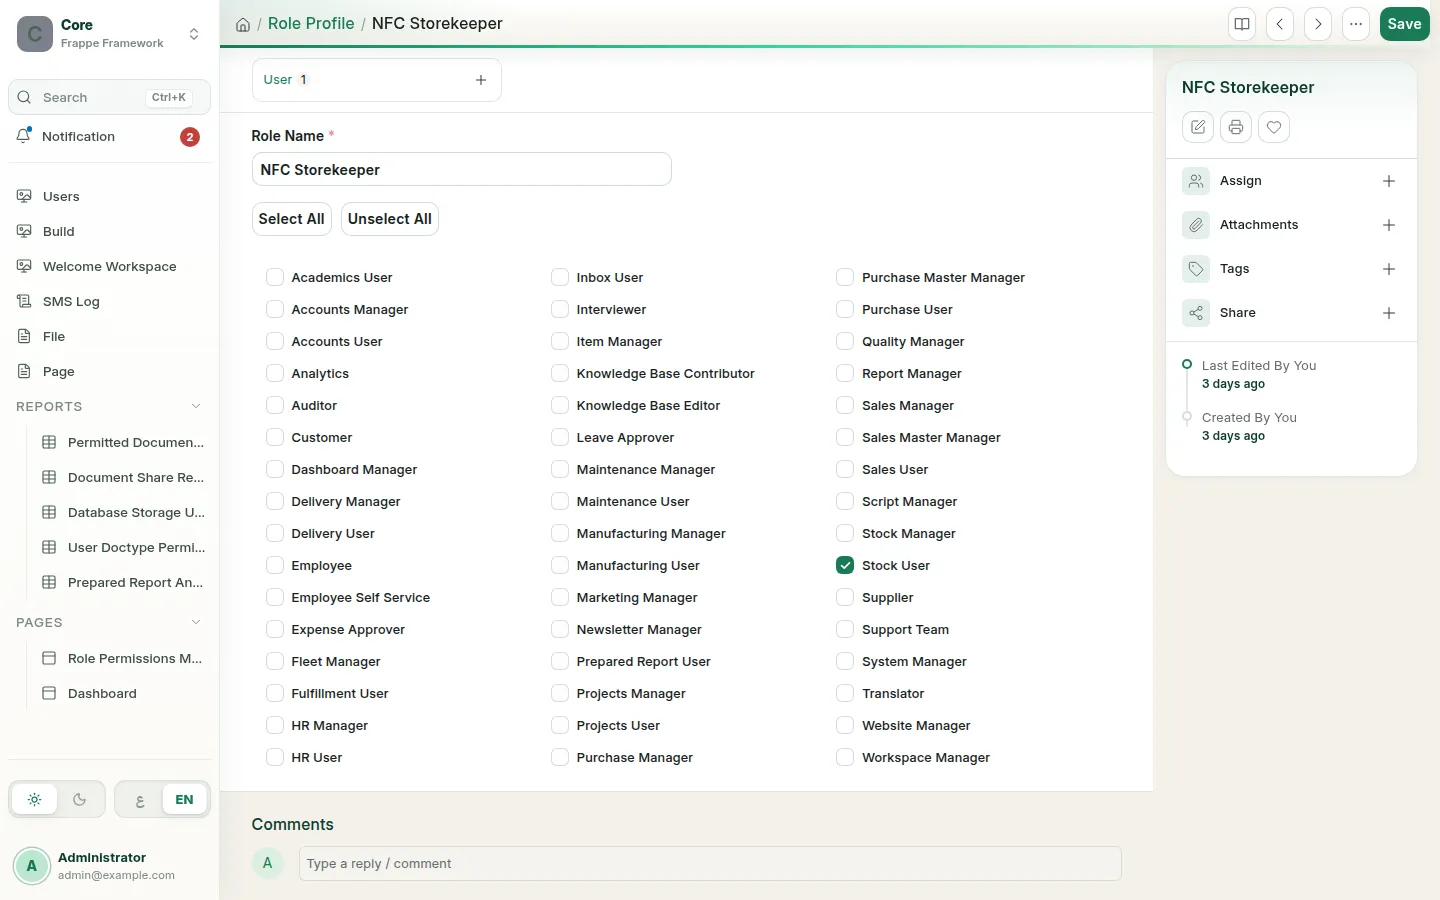 Core
Frappe Framework
Search
Ctrl+K
Notification
2
Users
Build
Welcome Workspace
SMS Log
File
Page
REPORTS
Permitted Documen...
Document Share Re...
Database Storage U...
User Doctype Permi...
Prepared Report An...
PAGES
Role Permissions M...
Dashboard
ع
EN
A
Administrator
admin@example.com
/ Role Profile / NFC Storekeeper
Save
User 1
Role Name *
NFC Storekeeper
Select All
Unselect All
Academics User
Accounts Manager
Accounts User
Analytics
Auditor
Customer
Dashboard Manager
Delivery Manager
Delivery User
Employee
Employee Self Service
Expense Approver
Fleet Manager
Fulfillment User
HR Manager
HR User
Inbox User
Interviewer
Item Manager
Knowledge Base Contributor
Knowledge Base Editor
Leave Approver
Maintenance Manager
Maintenance User
Manufacturing Manager
Manufacturing User
Marketing Manager
Newsletter Manager
Prepared Report User
Projects Manager
Projects User
Purchase Manager
Purchase Master Manager
Purchase User
Quality Manager
Report Manager
Sales Manager
Sales Master Manager
Sales User
Script Manager
Stock Manager
Stock User
Supplier
Support Team
System Manager
Translator
Website Manager
Workspace Manager
Comments
A
Type a reply / comment
NFC Storekeeper
Assign
Attachments
Tags
Share
Last Edited By You
3 days ago
Created By You
3 days ago